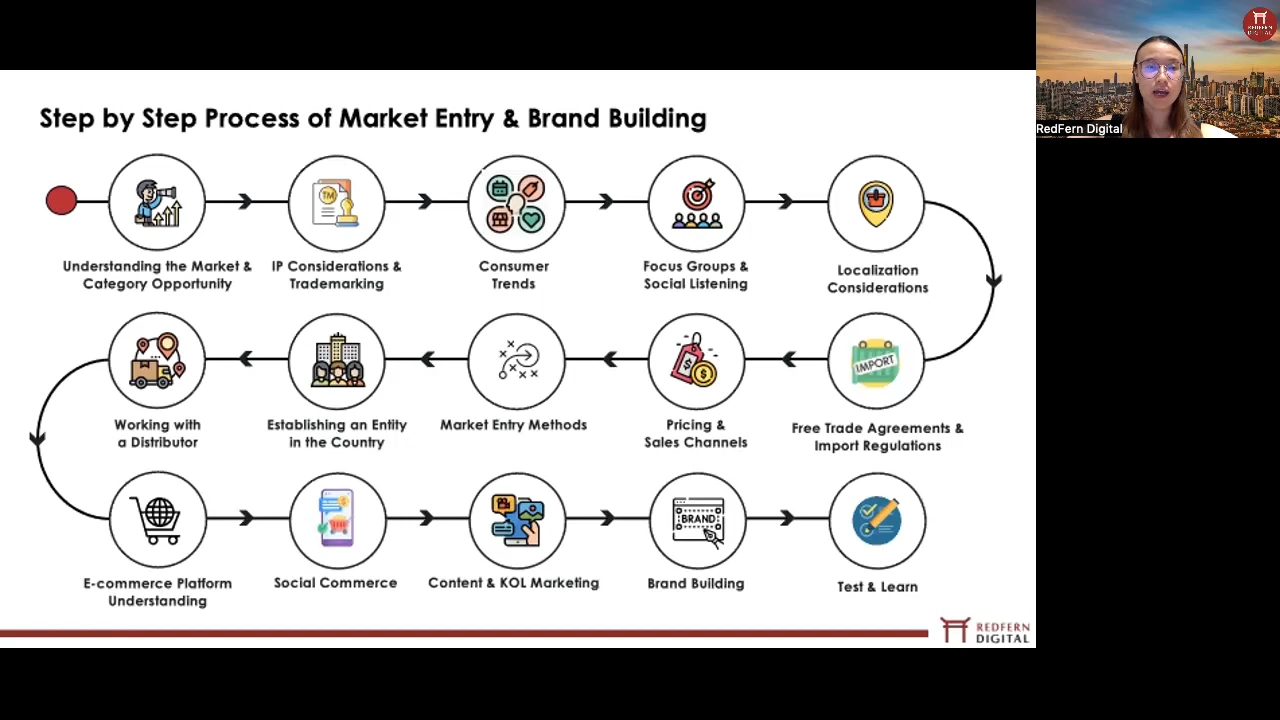 Step by Step Process of Market Entry & Brand Building
REDFERN
DIGITAL
RedFern Digital
TM
Understanding the Market &
Category Opportunity
IP Considerations &
Trademarking
Consumer
Trends
Focus Groups &
Social Listening
Localization
Considerations
IMPORT
Free Trade Agreements &
Import Regulations
$
$
Pricing &
Sales Channels
Market Entry Methods
Establishing an Entity
in the Country
Working with
a Distributor
E-commerce Platform
Understanding
Social Commerce
Content & KOL Marketing
BRAND
Brand Building
Test & Learn
REDFERN
DIGITAL